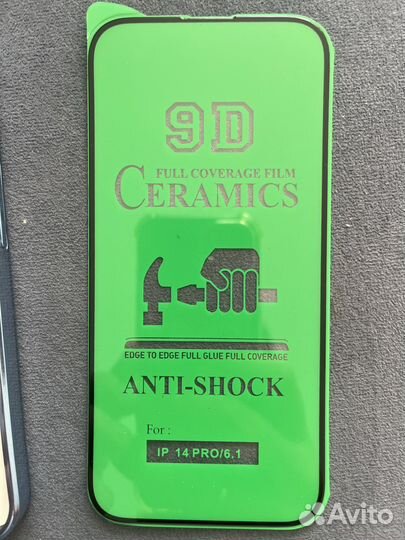 9D
FULL COVERAGE FILM
CERAMICS
EDGE TO EDGE FULL GLUE FULL COVERAGE
ANTI-SHOCK
For :
IP 14 PRO/6.1
Avito